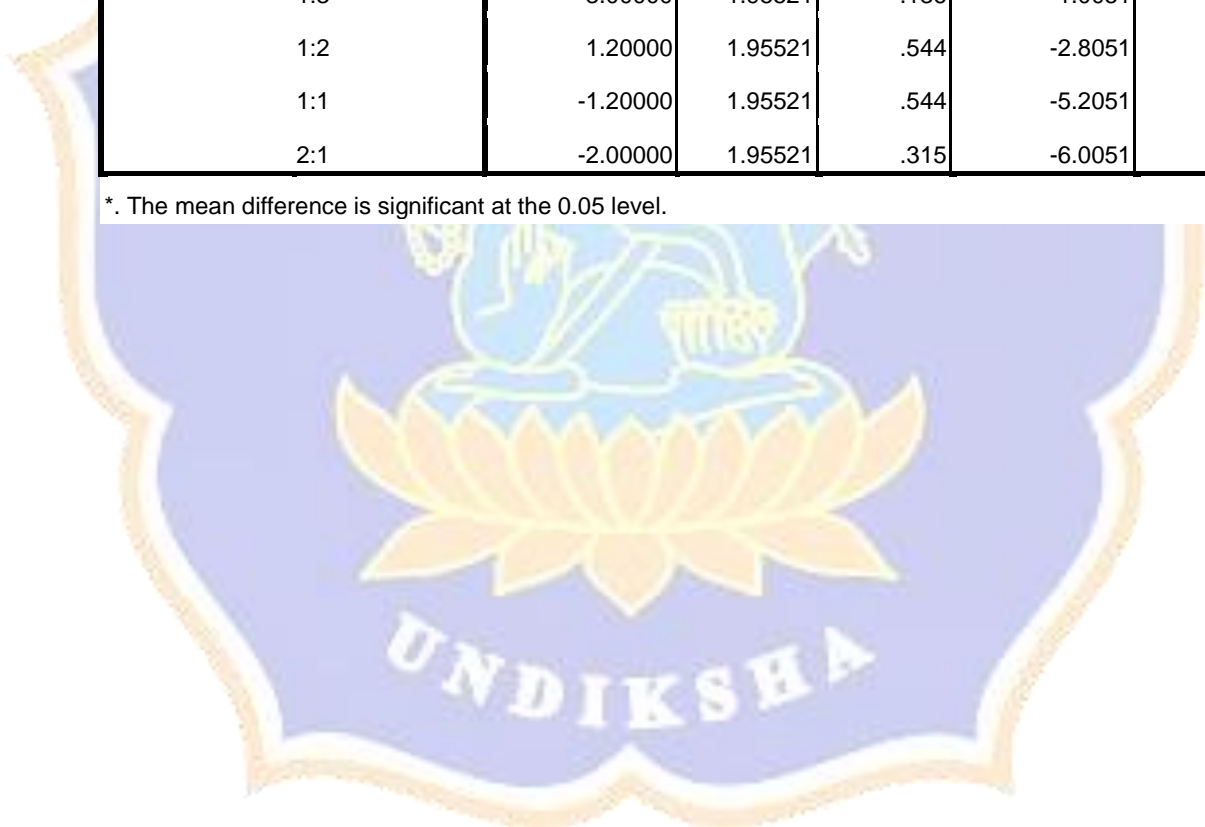 1:2 1.20000 1.95521 .544 -2.8051
1:1 -1.20000 1.95521 .544 -5.2051
2:1 -2.00000 1.95521 .315 -6.0051
*. The mean difference is significant at the 0.05 level.
UNDIKSHA